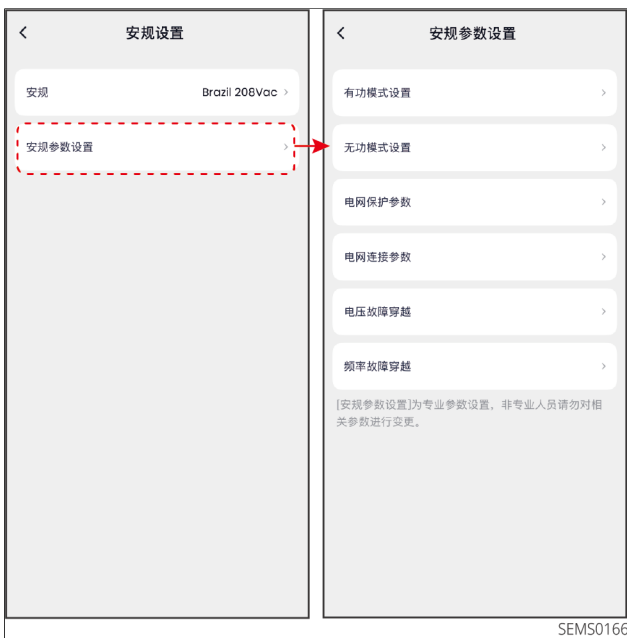 安规设置
安规 Brazil 208Vac
安规参数设置
安规参数设置
有功模式设置
无功模式设置
电网保护参数
电网连接参数
电压故障穿越
频率故障穿越
[安规参数设置]为专业参数设置，非专业人员请勿对相
关参数进行变更。
SEMS0166